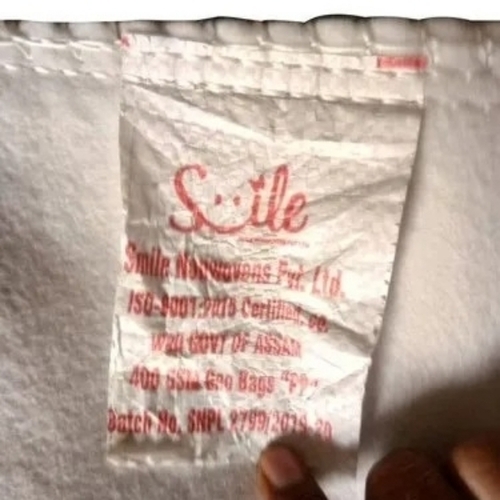 Smile
Smile Nonwovens Pvt. Ltd.
ISO-9001:2015 Certified. co.
WRD GOVT OF ASSAM
400 GSM Geo Bags "PP"
Batch No. SNPL 2799/2019-20